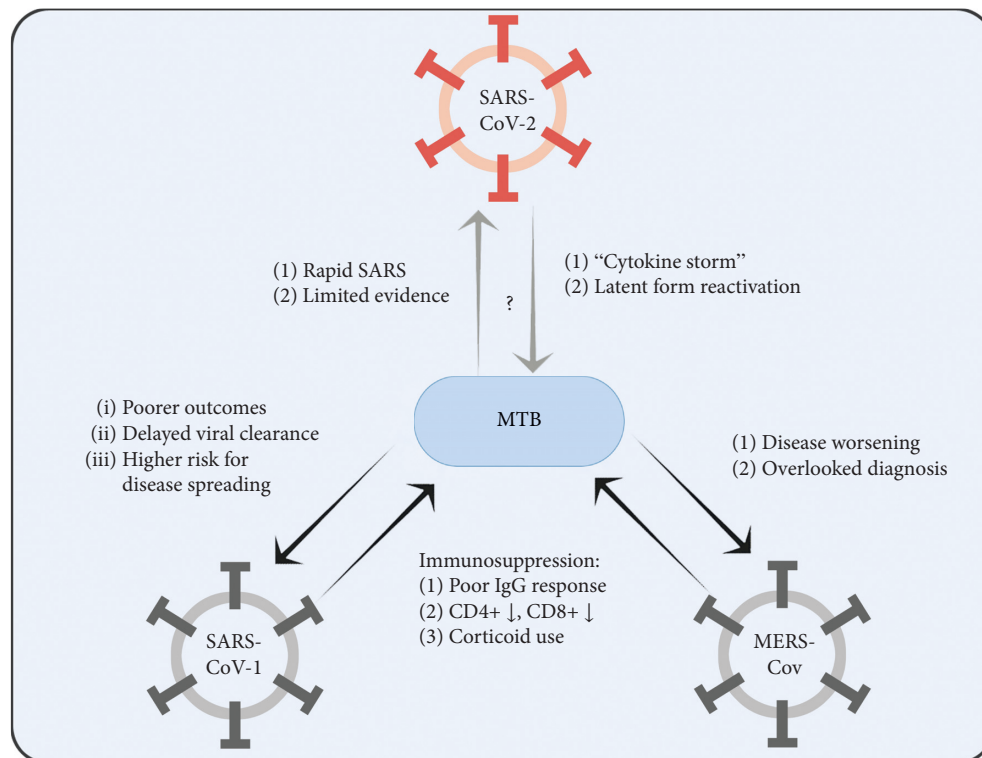 SARS-
CoV-2
(1) Rapid SARS
(2) Limited evidence
?
(1) “Cytokine storm”
(2) Latent form reactivation
MTB
(i) Poorer outcomes
(ii) Delayed viral clearance
(iii) Higher risk for
disease spreading
(1) Disease worsening
(2) Overlooked diagnosis
Immunosuppression:
(1) Poor IgG response
(2) CD4+ ↓, CD8+ ↓
(3) Corticoid use
SARS-
CoV-1
MERS-
Cov